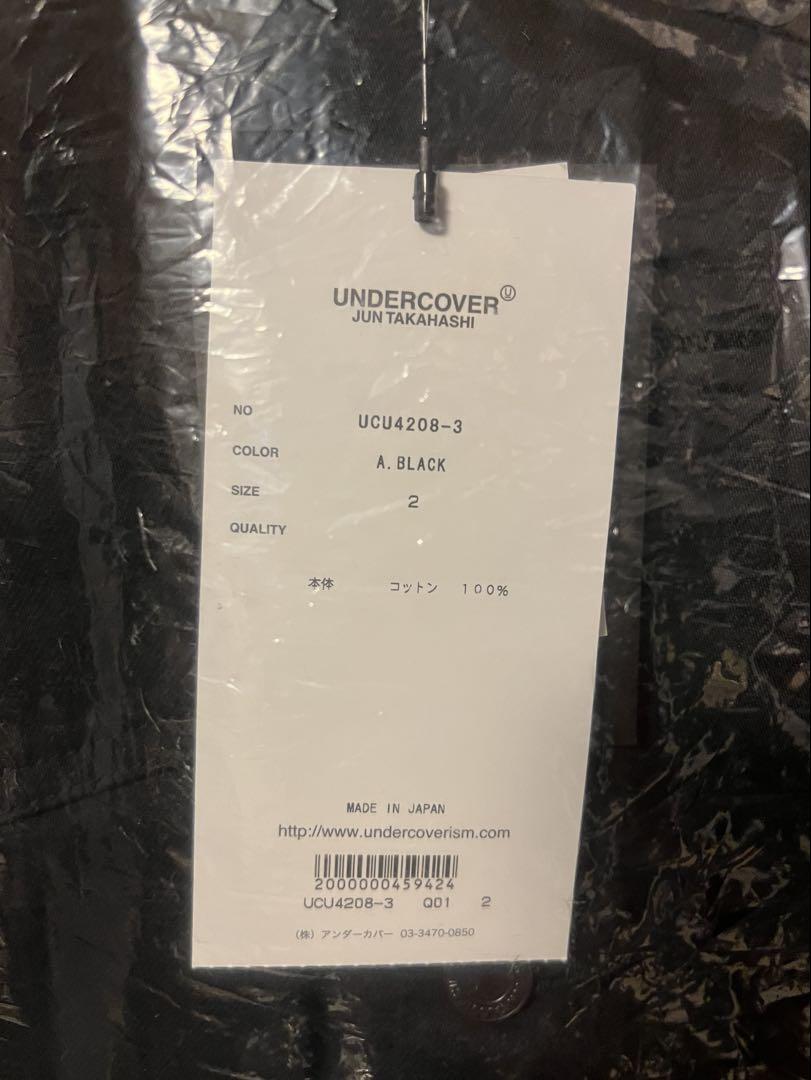 UNDERCOVER Ⓤ
JUN TAKAHASHI
NO UCU4208-3
COLOR A.BLACK
SIZE 2
QUALITY
本体 コットン 100%
MADE IN JAPAN
http://www.undercoverism.com
2000000459424
UCU4208-3 Q01 2
(株) アンダーカバー 03-3470-0850